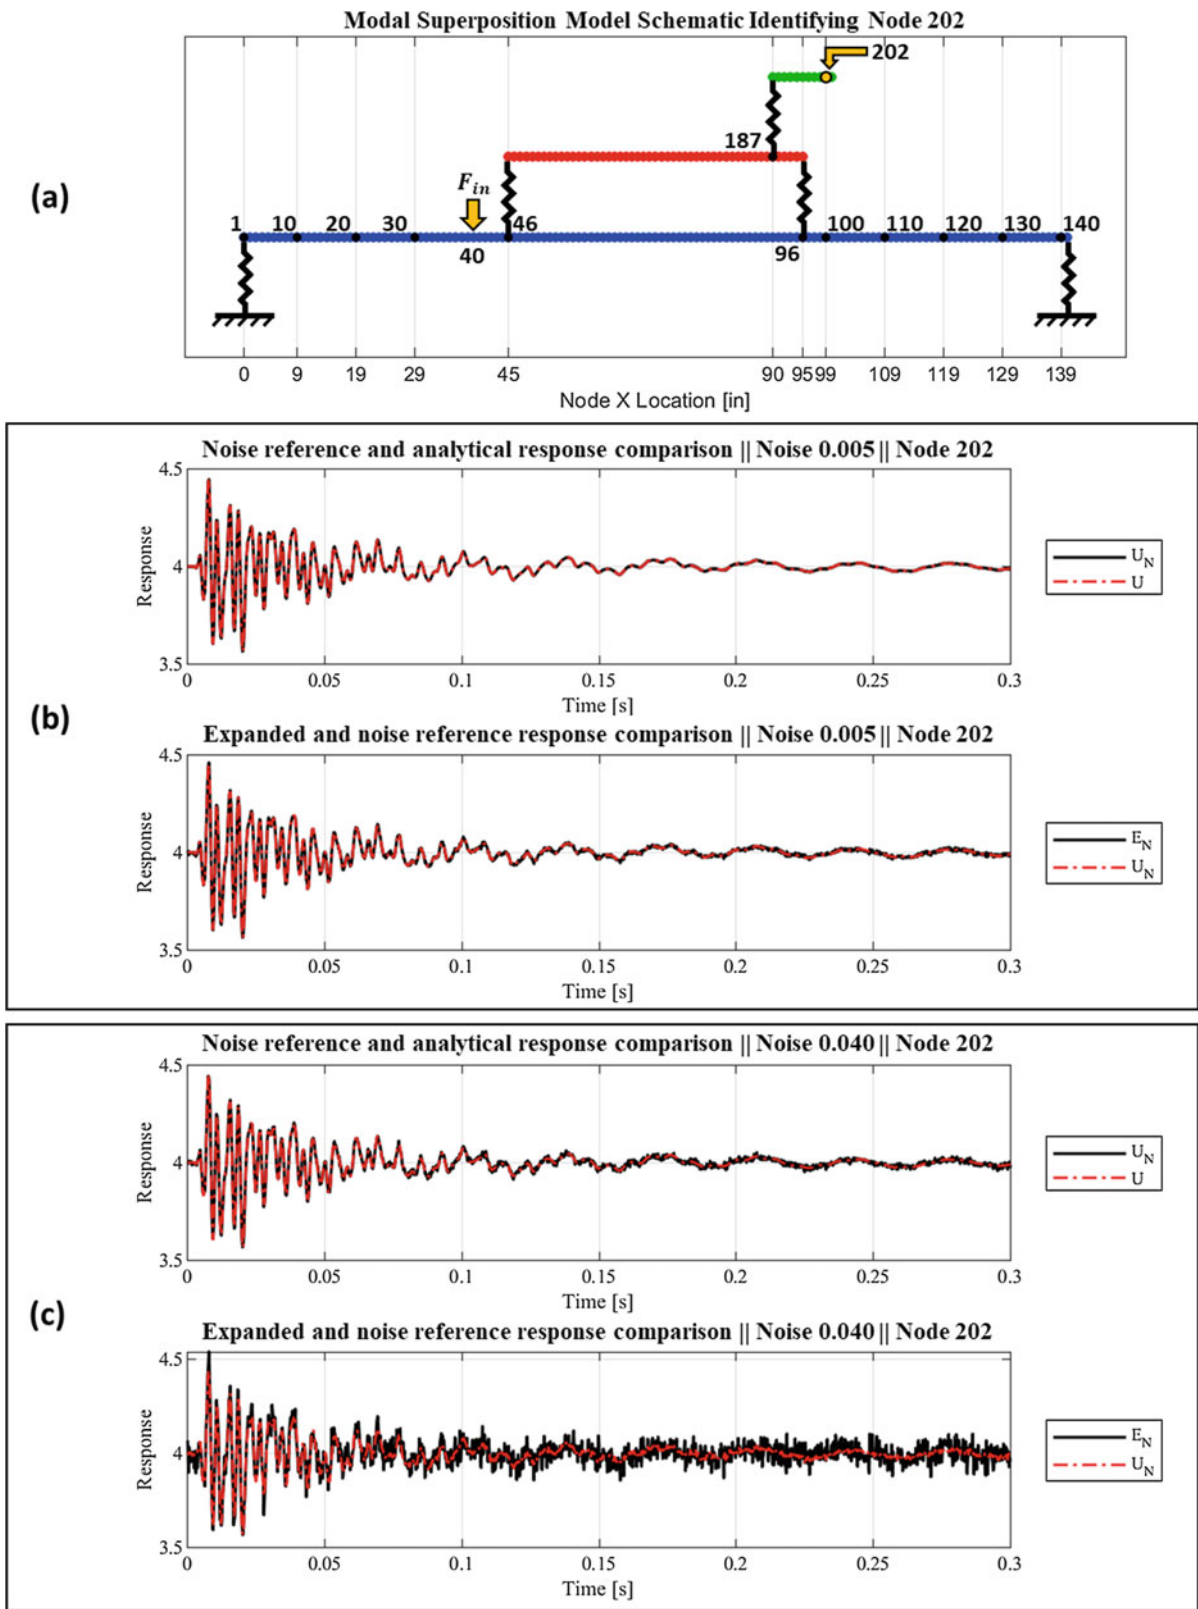 Modal Superposition Model Schematic Identifying Node 202
202
187
(a)
F_in
1 10 20 30 46 100 110 120 130 140
40 96
0 9 19 29 45 90 95 99 109 119 129 139
Node X Location [in]
Noise reference and analytical response comparison || Noise 0.005 || Node 202
4.5
4
3.5
Response
U_N
U
0 0.05 0.1 0.15 0.2 0.25 0.3
Time [s]
(b)
Expanded and noise reference response comparison || Noise 0.005 || Node 202
4.5
4
3.5
Response
E_N
U_N
0 0.05 0.1 0.15 0.2 0.25 0.3
Time [s]
Noise reference and analytical response comparison || Noise 0.040 || Node 202
4.5
4
3.5
Response
U_N
U
0 0.05 0.1 0.15 0.2 0.25 0.3
Time [s]
(c)
Expanded and noise reference response comparison || Noise 0.040 || Node 202
4.5
4
3.5
Response
E_N
U_N
0 0.05 0.1 0.15 0.2 0.25 0.3
Time [s]